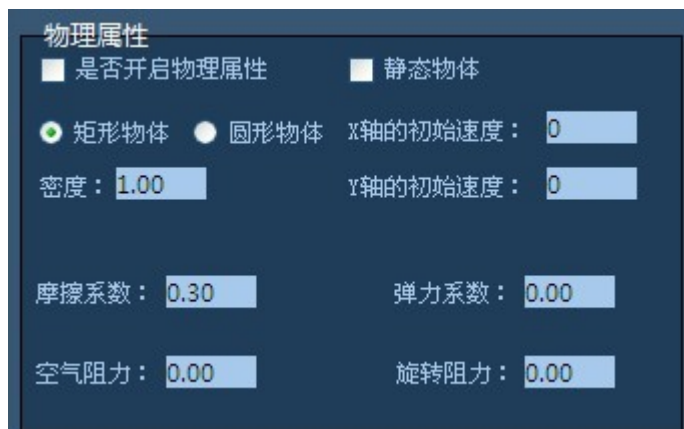 物理属性
是否开启物理属性 静态物体
矩形物体 圆形物体 X轴的初始速度： 0
密度： 1.00 Y轴的初始速度： 0
摩擦系数： 0.30 弹力系数： 0.00
空气阻力： 0.00 旋转阻力： 0.00